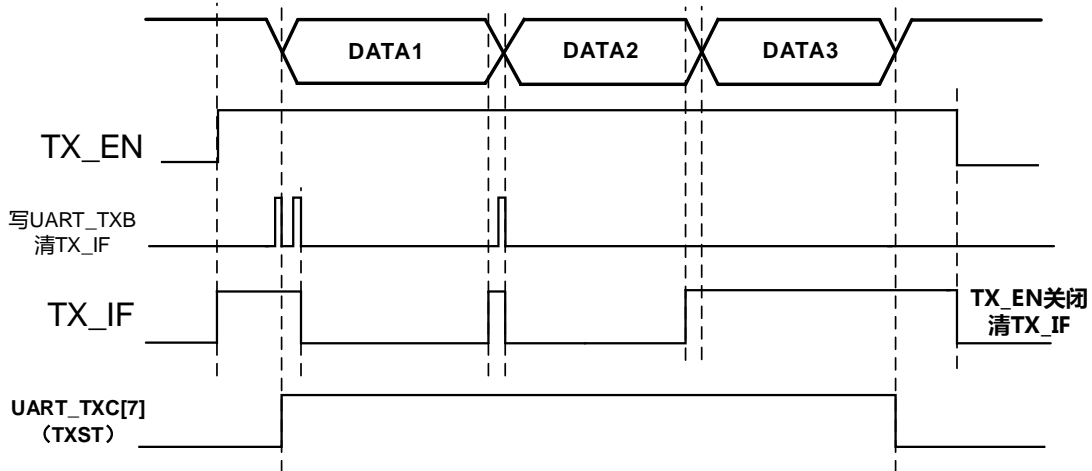 DATA1 DATA2 DATA3
TX_EN
写UART_TXB
清TX_IF
TX_IF
TX_EN关闭
清TX_IF
UART_TXC[7]
（TXST）